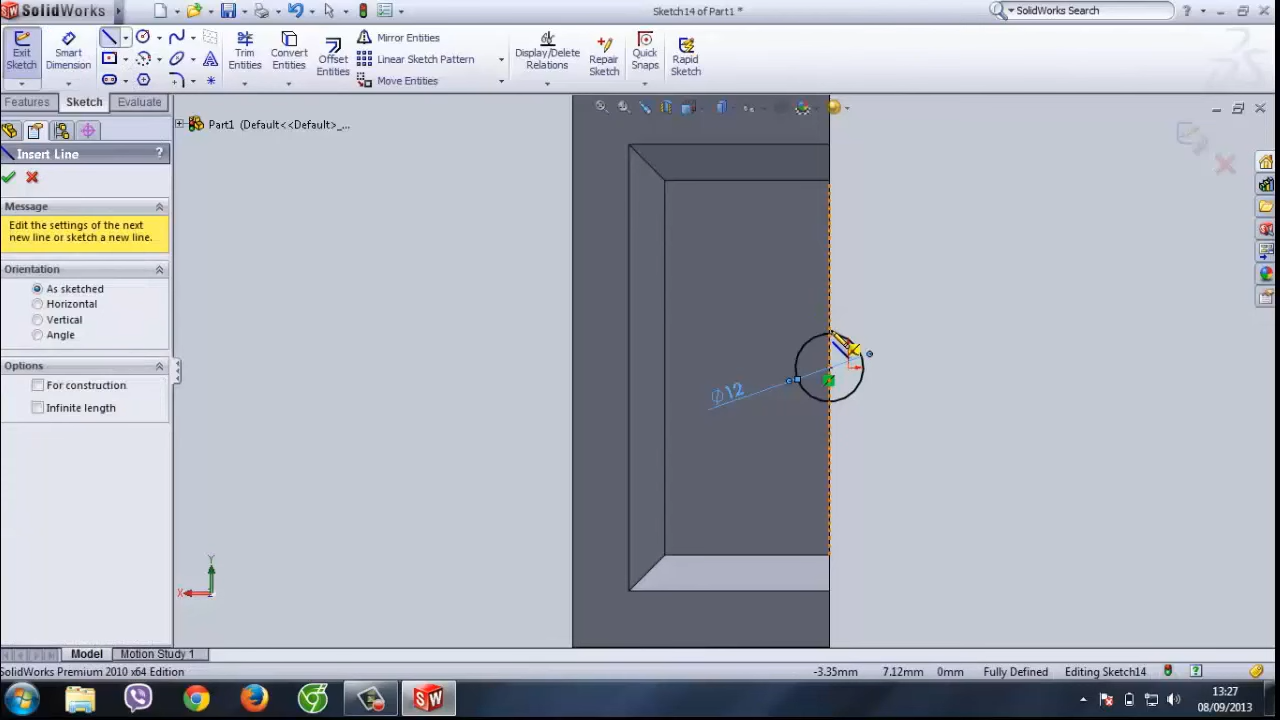 SolidWorks
Sketch14 of Part1 *
SolidWorks Search
?
Exit Sketch
Smart Dimension
Trim Entities
Convert Entities
Offset Entities
Mirror Entities
Linear Sketch Pattern
Move Entities
Display/Delete Relations
Repair Sketch
Quick Snaps
Rapid Sketch
Features
Sketch
Evaluate
Part1 (Default<<Default>_...
Insert Line
?
Message
Edit the settings of the next
new line or sketch a new line.
Orientation
As sketched
Horizontal
Vertical
Angle
Options
For construction
Infinite length
∅12
Y
X
Model
Motion Study 1
SolidWorks Premium 2010 x64 Edition
-3.35mm
7.12mm
0mm
Fully Defined
Editing Sketch14
13:27
08/09/2013